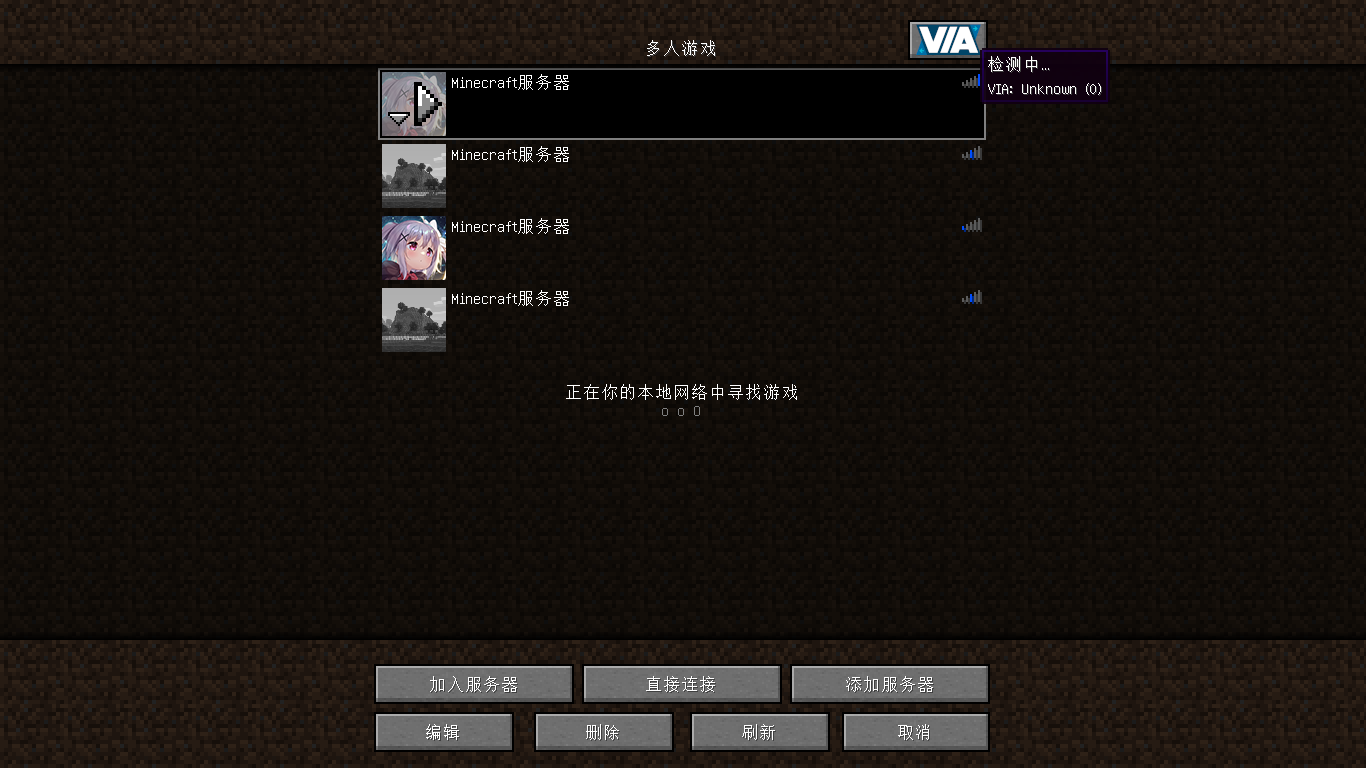 多人游戏
VIA
检测中…
VIA: Unknown (0)
Minecraft服务器
Minecraft服务器
Minecraft服务器
Minecraft服务器
正在你的本地网络中寻找游戏
o o O
加入服务器
直接连接
添加服务器
编辑
删除
刷新
取消